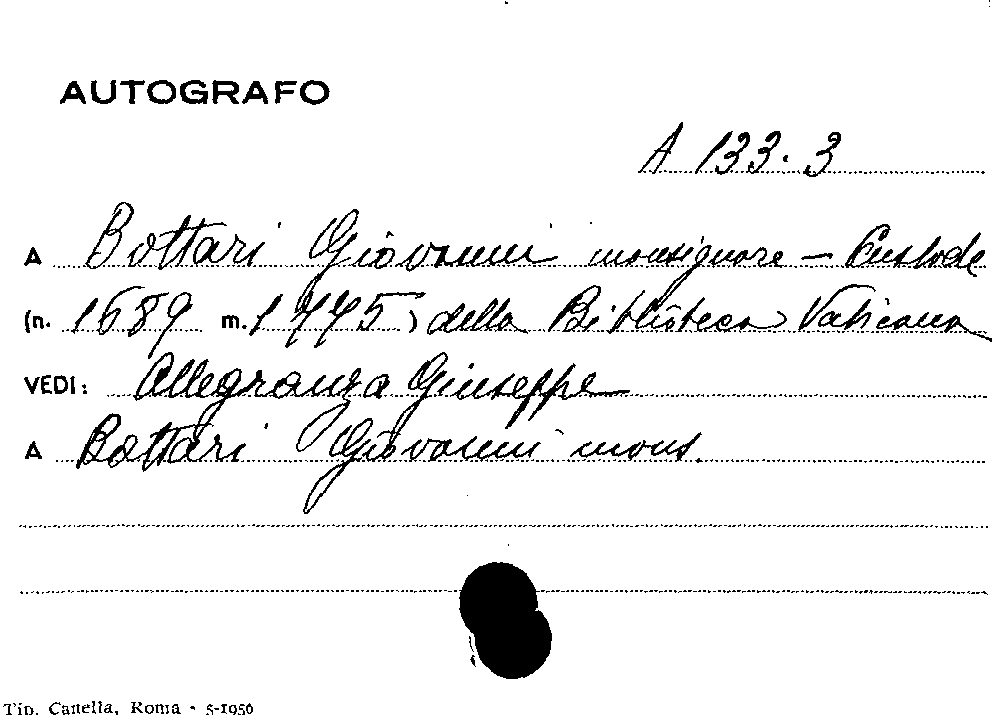 AUTOGRAFO
A 133.3
A Bottari Giovanni monsignore - Custode
(n. 1689 m. 1775) della Biblioteca Vaticana
VEDI: Allegranza Giuseppe
A Bottari Giovanni mons.
Tip. Canella, Roma - 5-1956